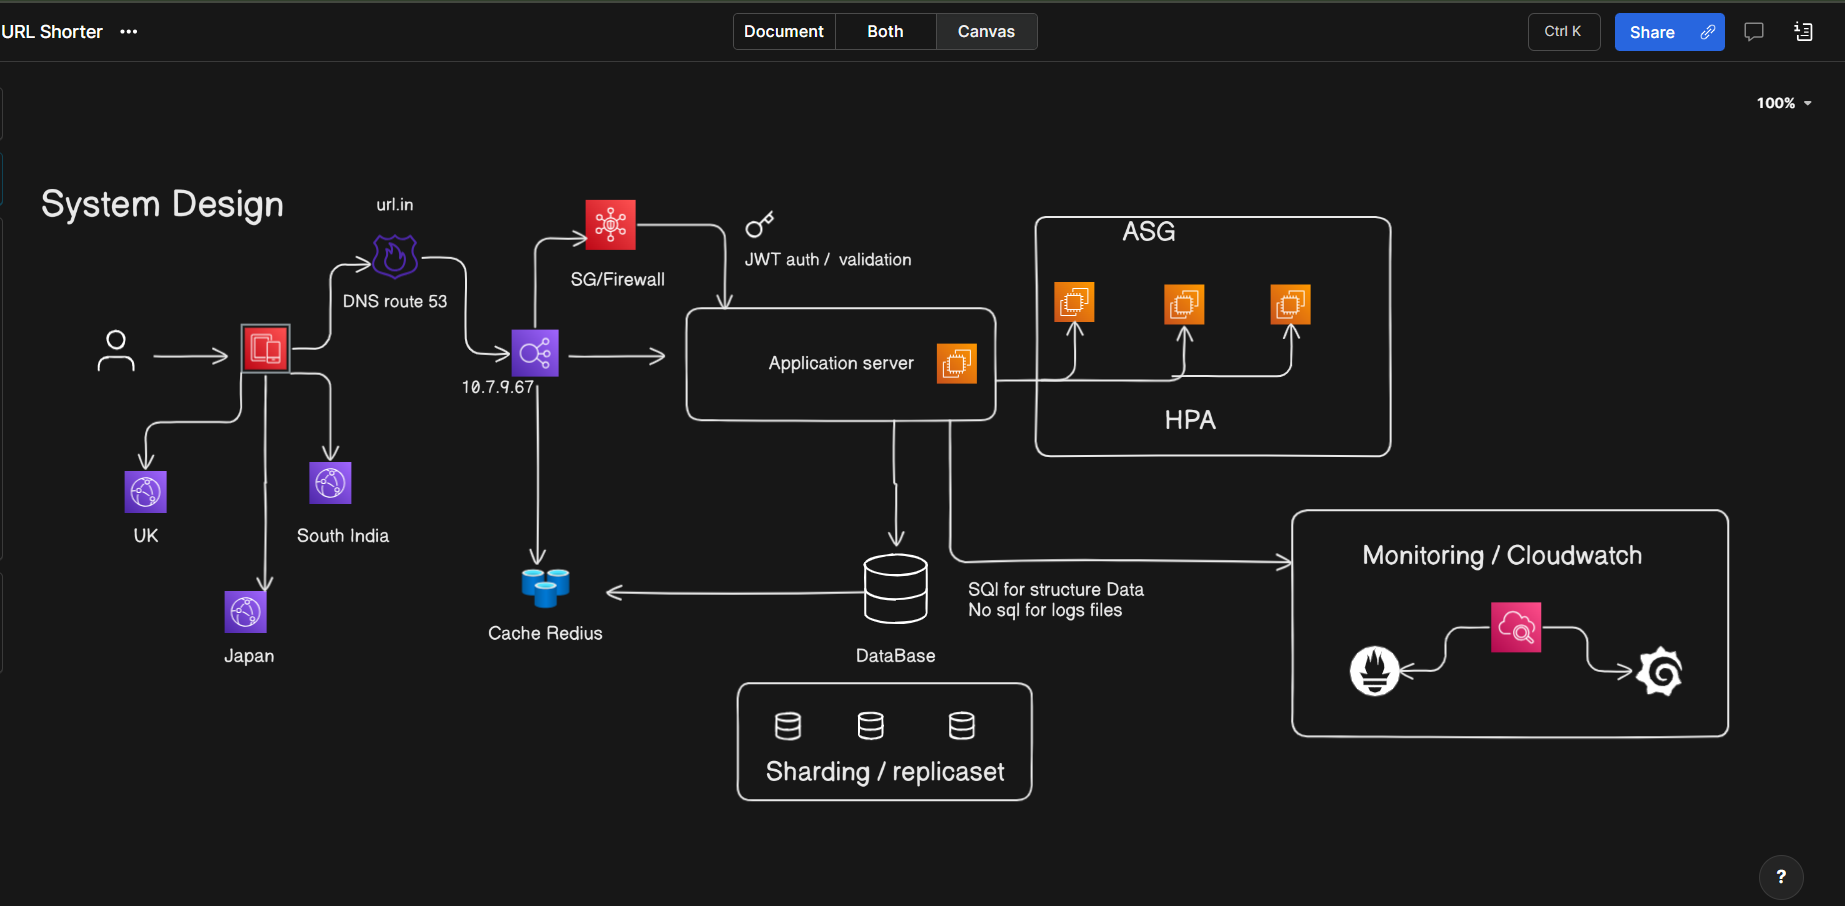 URL Shorter
Document
Both
Canvas
Ctrl K
Share
100%
System Design
url.in
DNS route 53
SG/Firewall
JWT auth / validation
ASG
10.7.9.67
Application server
HPA
UK
South India
Japan
Cache Redius
SQl for structure Data
No sql for logs files
DataBase
Monitoring / Cloudwatch
Sharding / replicaset
?